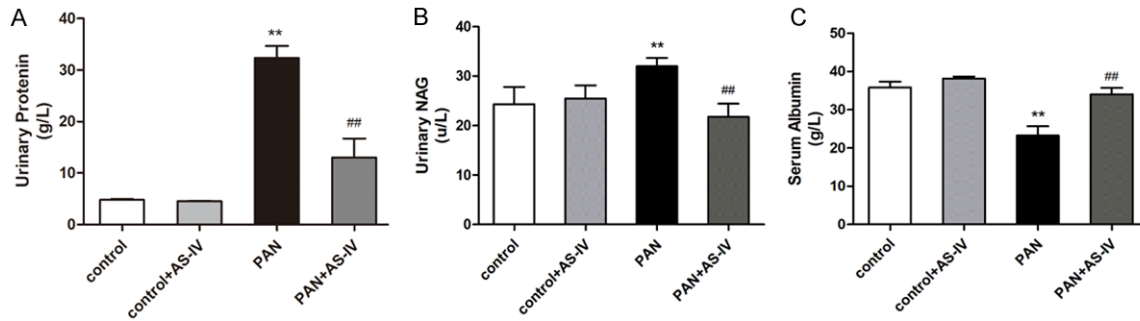 A
Urinary Protenin
(g/L)
40
30
20
10
0
**
##
control
control+AS-IV
PAN
PAN+AS-IV
B
Urinary NAG
(u/L)
40
30
20
10
0
**
##
control
control+AS-IV
PAN
PAN+AS-IV
C
Serum Albumin
(g/L)
50
40
30
20
10
0
**
##
control
control+AS-IV
PAN
PAN+AS-IV